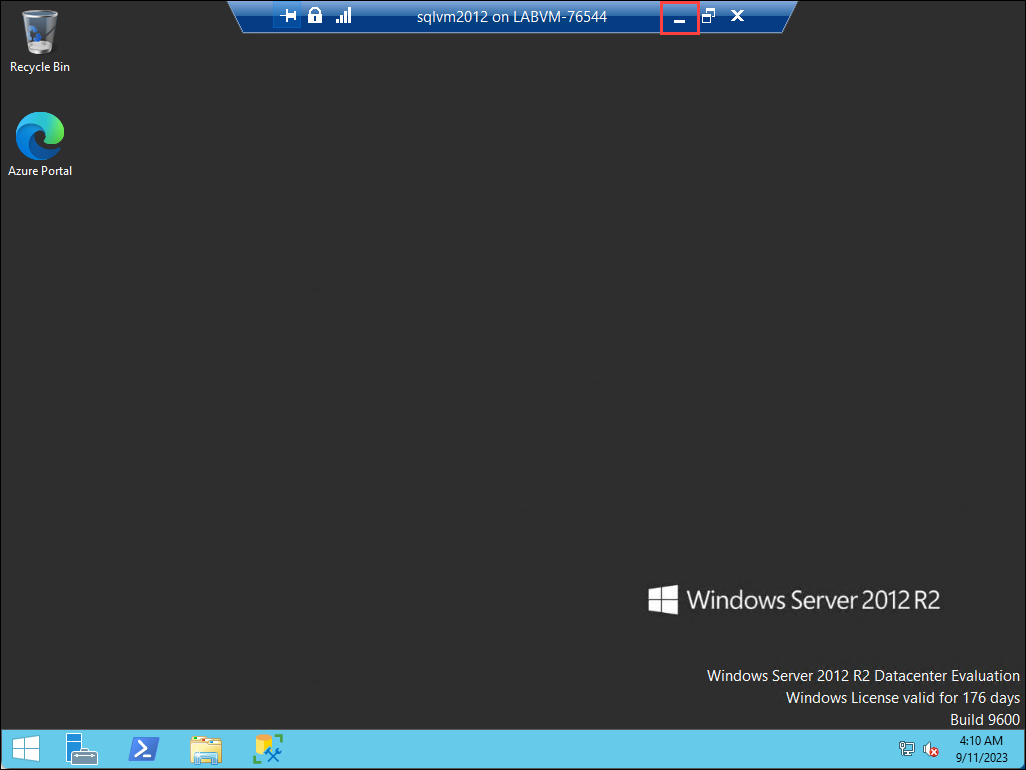 sqlvm2012 on LABVM-76544
Recycle Bin
Azure Portal
Windows Server 2012 R2
Windows Server 2012 R2 Datacenter Evaluation
Windows License valid for 176 days
Build 9600
4:10 AM
9/11/2023